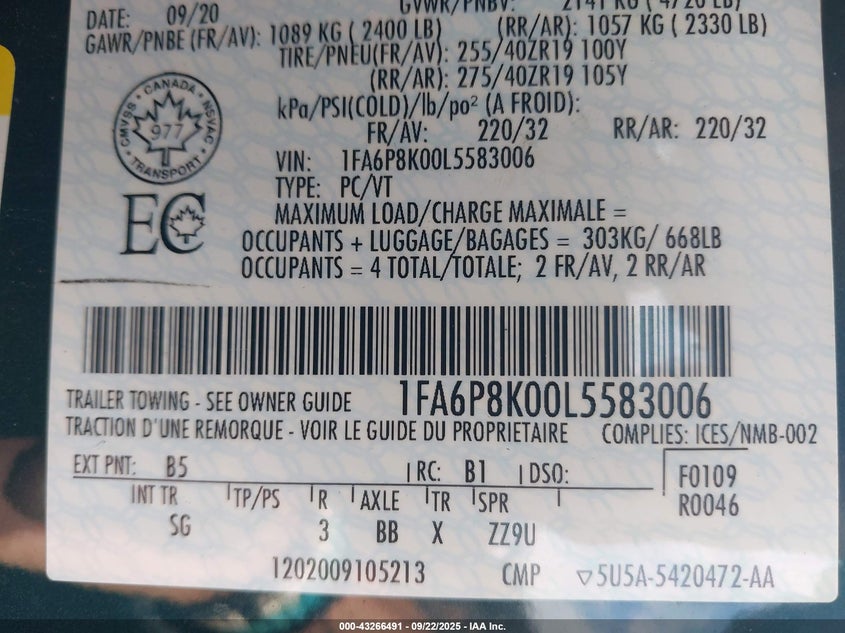 DATE: 09/20 GVWR/PNBV: 2141 KG ( 4720 LB)
GAWR/PNBE (FR/AV): 1089 KG ( 2400 LB) (RR/AR): 1057 KG ( 2330 LB)
TIRE/PNEU(FR/AV): 255/40ZR19 100Y
(RR/AR): 275/40ZR19 105Y
kPa/PSI(COLD)/lb/po² (A FROID):
FR/AV: 220/32 RR/AR: 220/32
CANADA
CMVSS NSVAC
977
TRANSPORT
VIN: 1FA6P8K00L5583006
TYPE: PC/VT
EC
MAXIMUM LOAD/CHARGE MAXIMALE =
OCCUPANTS + LUGGAGE/BAGAGES = 303KG/ 668LB
OCCUPANTS = 4 TOTAL/TOTALE; 2 FR/AV, 2 RR/AR
TRAILER TOWING - SEE OWNER GUIDE 1FA6P8K00L5583006
TRACTION D'UNE REMORQUE - VOIR LE GUIDE DU PROPRIETAIRE COMPLIES: ICES/NMB-002
EXT PNT: B5 RC: B1 DSO: F0109
INT TR TP/PS R AXLE TR SPR R0046
SG 3 BB X ZZ9U
1202009105213 CMP ▽5U5A-5420472-AA
000-43266491 - 09/22/2025 - IAA Inc.